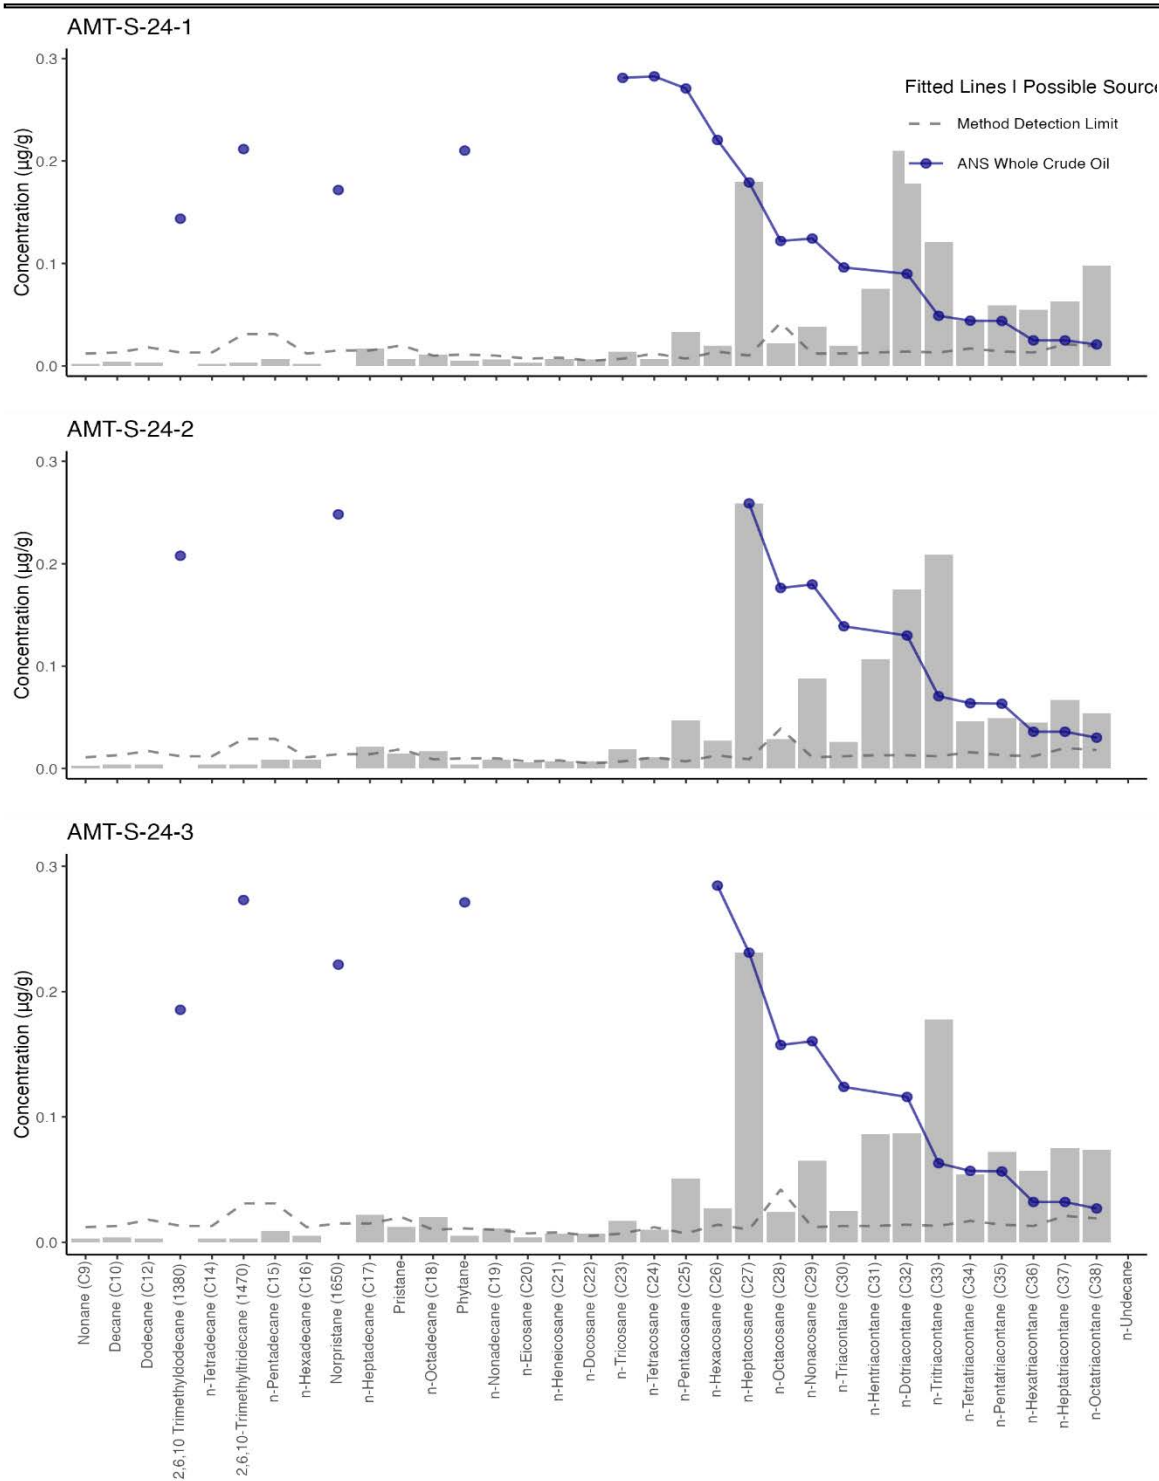 AMT-S-24-1
0.3
0.2
0.1
0.0
Concentration (µg/g)
Fitted Lines | Possible Source
Method Detection Limit
ANS Whole Crude Oil
AMT-S-24-2
0.3
0.2
0.1
0.0
Concentration (µg/g)
AMT-S-24-3
0.3
0.2
0.1
0.0
Concentration (µg/g)
Nonane (C9)
Decane (C10)
Dodecane (C12)
2,6,10 Trimethyldodecane (1380)
n-Tetradecane (C14)
2,6,10-Trimethyltridecane (1470)
n-Pentadecane (C15)
n-Hexadecane (C16)
Norpristane (1650)
n-Heptadecane (C17)
Pristane
n-Octadecane (C18)
Phytane
n-Nonadecane (C19)
n-Eicosane (C20)
n-Heneicosane (C21)
n-Docosane (C22)
n-Tricosane (C23)
n-Tetracosane (C24)
n-Pentacosane (C25)
n-Hexacosane (C26)
n-Heptacosane (C27)
n-Octacosane (C28)
n-Nonacosane (C29)
n-Triacontane (C30)
n-Hentriacontane (C31)
n-Dotriacontane (C32)
n-Tritriacontane (C33)
n-Tetratriacontane (C34)
n-Pentatriacontane (C35)
n-Hexatriacontane (C36)
n-Heptatriacontane (C37)
n-Octatriacontane (C38)
n-Undecane